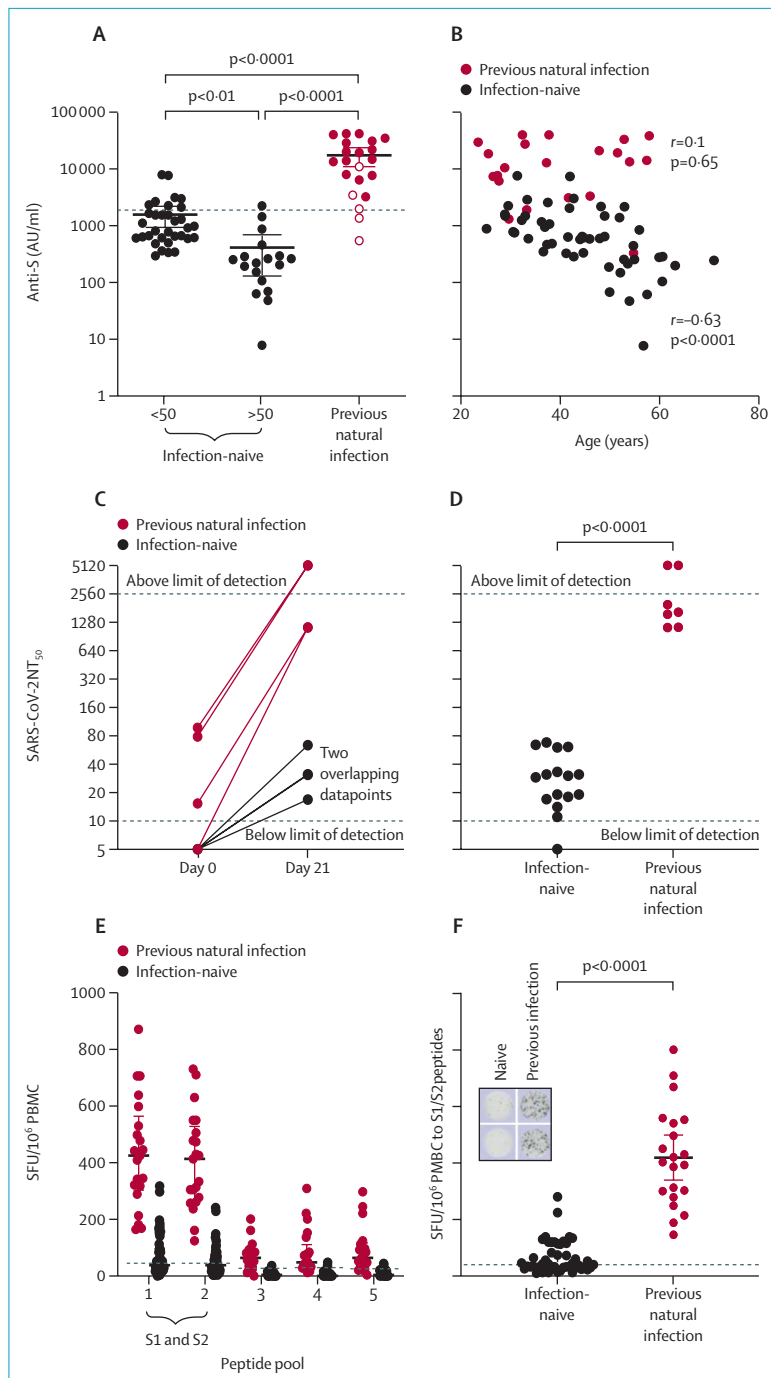 A
p<0·0001
p<0·01
p<0·0001
Anti-S (AU/ml)
100 000
10 000
1000
100
10
1
<50
>50
Previous
natural
infection
Infection-naive
B
Previous natural infection
Infection-naive
r=0·1
p=0·65
r=–0·63
p<0·0001
20
40
60
80
Age (years)
C
Previous natural infection
Infection-naive
SARS-CoV-2NT50
5120
2560
1280
640
320
160
80
40
20
10
5
Above limit of detection
Two
overlapping
datapoints
Below limit of detection
Day 0
Day 21
D
p<0·0001
Above limit of detection
Below limit of detection
Infection-
naive
Previous
natural
infection
E
Previous natural infection
Infection-naive
SFU/10⁶ PBMC
1000
800
600
400
200
0
1
2
3
4
5
S1 and S2
Peptide pool
F
p<0·0001
SFU/10⁶ PMBC to S1/S2peptides
Naive
Previous infection
Infection-
naive
Previous
natural
infection